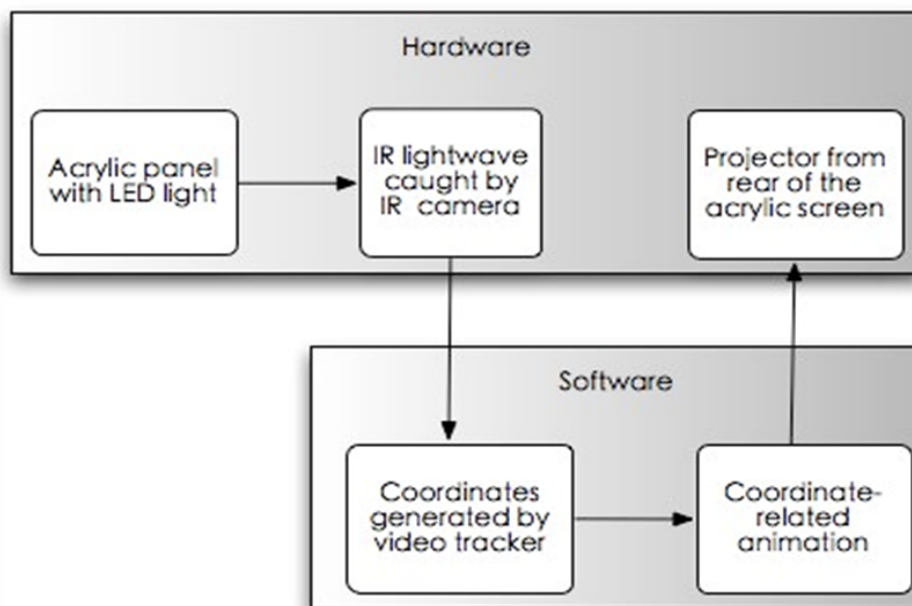 Hardware
Acrylic panel
with LED light
IR lightwave
caught by
IR camera
Projector from
rear of the
acrylic screen
Software
Coordinates
generated by
video tracker
Coordinate-
related
animation